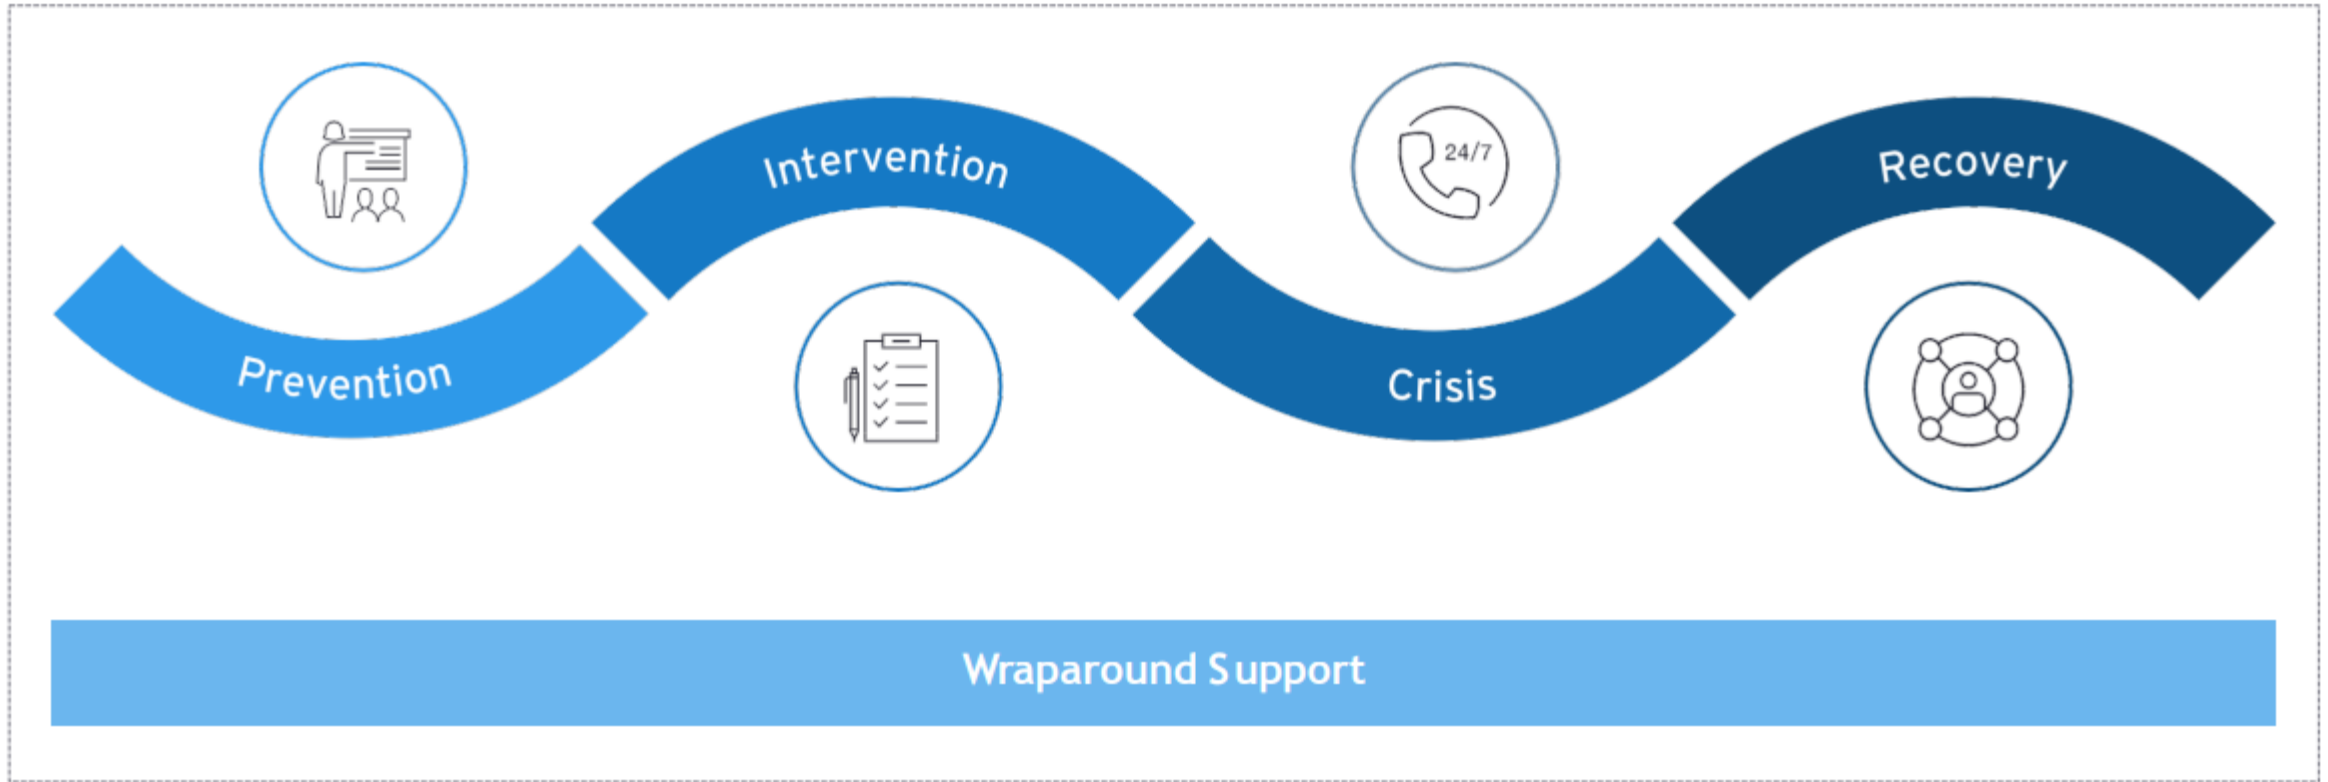 Prevention
Intervention
24/7
Crisis
Recovery
Wraparound Support